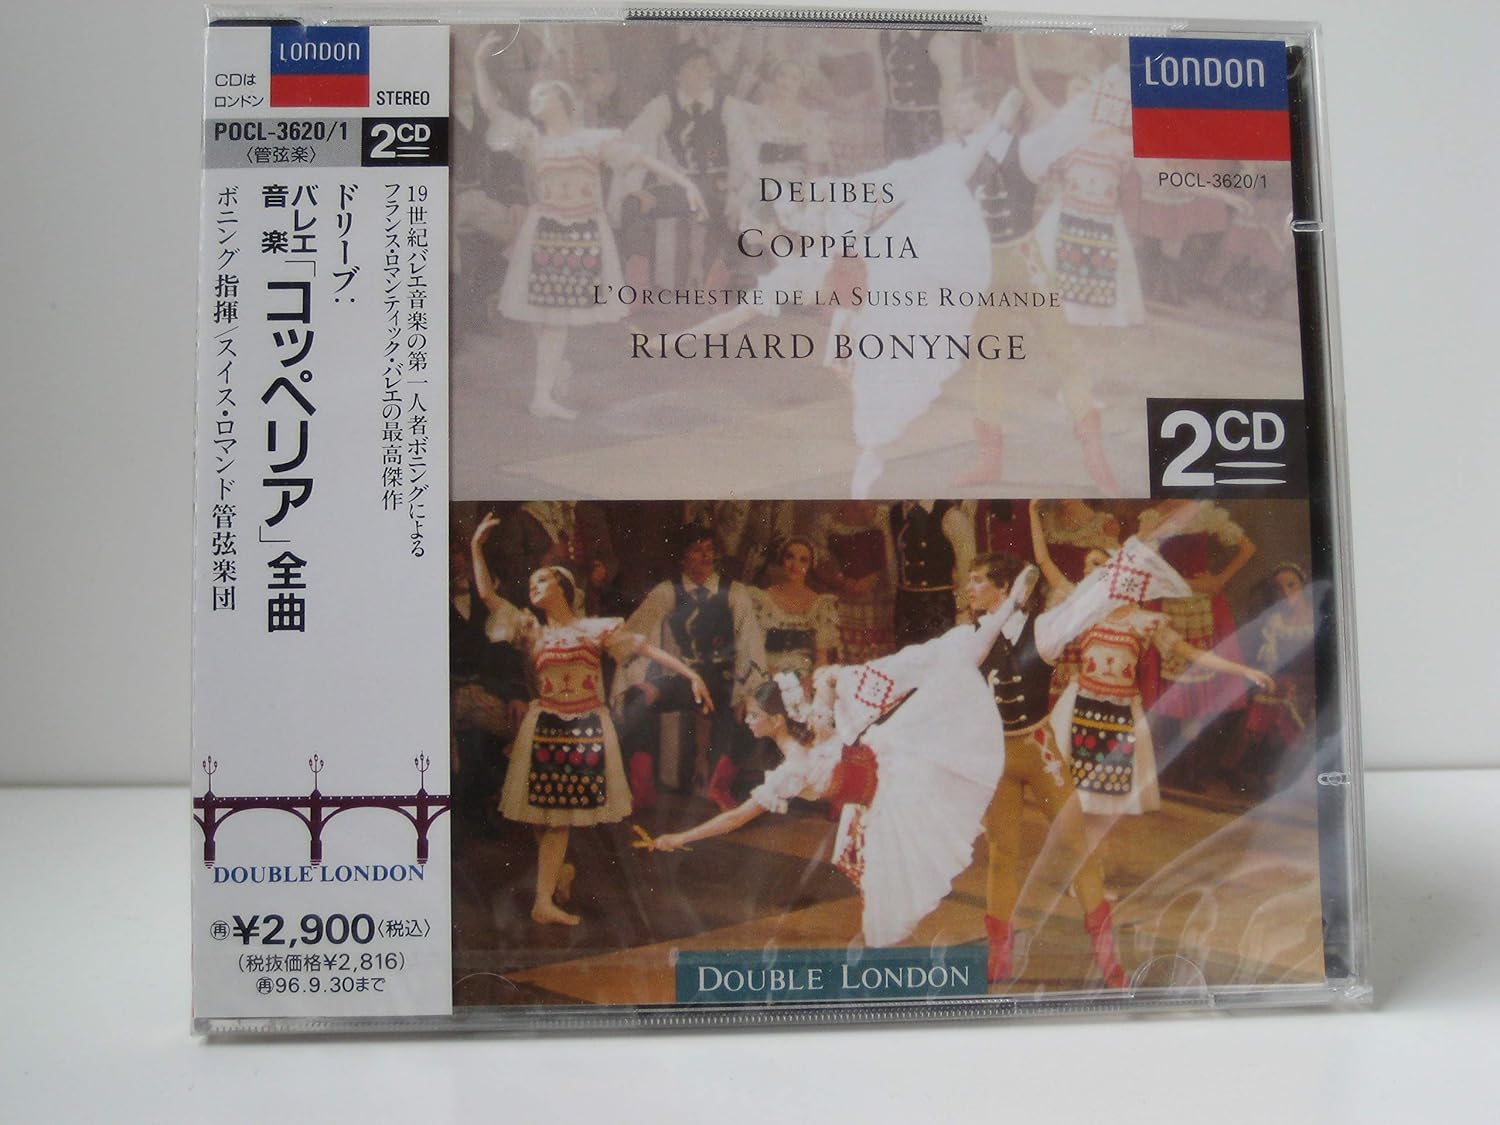 CDは
ロンドン
LONDON
STEREO
POCL-3620/1
〈管弦楽〉
2CD
19世紀バレエ音楽の第一人者ボニングによる
フランス・ロマンティック・バレエの最高傑作
ドリーブ:
バレエ音楽「コッペリア」全曲
ボニング指揮/スイス・ロマンド管弦楽団
DOUBLE LONDON
再¥2,900〈税込〉
(税抜価格¥2,816)
再96.9.30まで
LONDON
POCL-3620/1
DELIBES
COPPÉLIA
L'ORCHESTRE DE LA SUISSE ROMANDE
RICHARD BONYNGE
2CD
DOUBLE LONDON